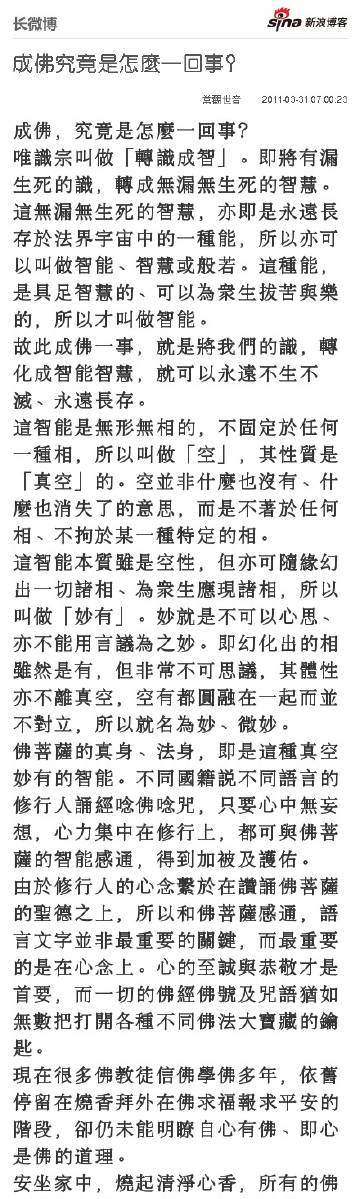 长微博
sina 新浪博客
成佛究竟是怎麼一回事?
常觀世音 2011-03-31 07:00:23
成佛，究竟是怎麼一回事?
唯識宗叫做「轉識成智」。即將有漏
生死的識，轉成無漏無生死的智慧。
這無漏無生死的智慧，亦即是永遠長
存於法界宇宙中的一種能，所以亦可
以叫做智能、智慧或般若。這種能，
是具足智慧的、可以為衆生拔苦與樂
的，所以才叫做智能。
故此成佛一事，就是將我們的識，轉
化成智能智慧，就可以永遠不生不
滅、永遠長存。
這智能是無形無相的，不固定於任何
一種相，所以叫做「空」，其性質是
「真空」的。空並非什麼也沒有、什
麼也消失了的意思，而是不著於任何
相、不拘於某一種特定的相。
這智能本質雖是空性，但亦可隨緣幻
出一切諸相、為衆生應現諸相，所以
叫做「妙有」。妙就是不可以心思、
亦不能用言議為之妙。即幻化出的相
雖然是有，但非常不可思議，其體性
亦不離真空，空有都圓融在一起而並
不對立，所以就名為妙、微妙。
佛菩薩的真身、法身，即是這種真空
妙有的智能。不同國籍説不同語言的
修行人誦經唸佛唸咒，只要心中無妄
想，心力集中在修行上，都可與佛菩
薩的智能感通，得到加被及護佑。
由於修行人的心念繫於在讚誦佛菩薩
的聖德之上，所以和佛菩薩感通，語
言文字並非最重要的關鍵，而最重要
的是在心念上。心的至誠與恭敬才是
首要，而一切的佛經佛號及咒語猶如
無數把打開各種不同佛法大寶藏的鑰
匙。
現在很多佛教徒信佛學佛多年，依舊
停留在燒香拜外在佛求福報求平安的
階段，卻仍未能明瞭自心有佛、即心
是佛的道理。
安坐家中，燒起清淨心香，所有的佛